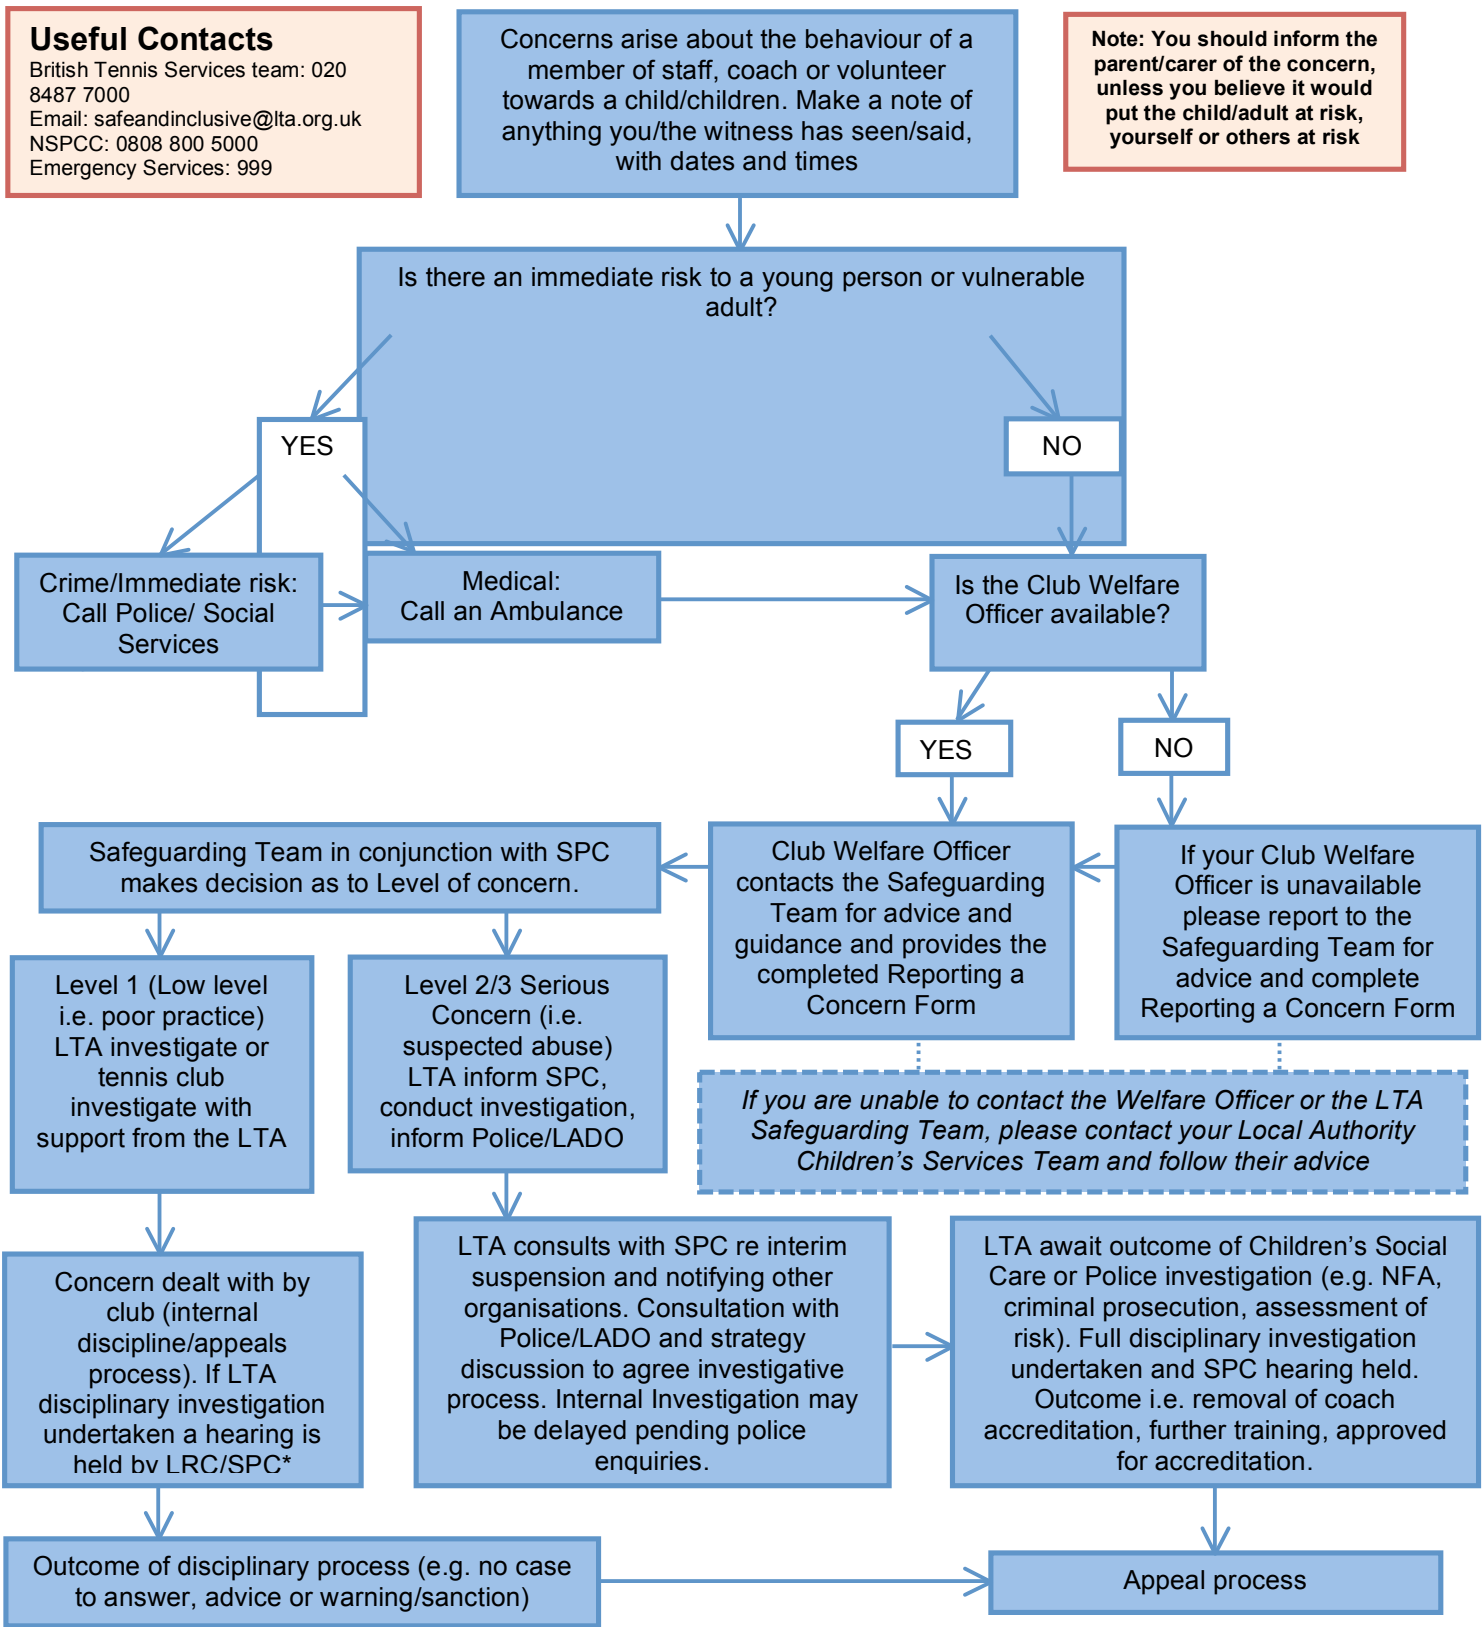 Useful Contacts
British Tennis Services team: 020
8487 7000
Email: safeandinclusive@lta.org.uk
NSPCC: 0808 800 5000
Emergency Services: 999
Concerns arise about the behaviour of a
member of staff, coach or volunteer
towards a child/children. Make a note of
anything you/the witness has seen/said,
with dates and times
Note: You should inform the
parent/carer of the concern,
unless you believe it would
put the child/adult at risk,
yourself or others at risk
Is there an immediate risk to a young person or vulnerable
adult?
YES
NO
Crime/Immediate risk:
Call Police/ Social
Services
Medical:
Call an Ambulance
Is the Club Welfare
Officer available?
YES
NO
Safeguarding Team in conjunction with SPC
makes decision as to Level of concern.
Club Welfare Officer
contacts the Safeguarding
Team for advice and
guidance and provides the
completed Reporting a
Concern Form
If your Club Welfare
Officer is unavailable
please report to the
Safeguarding Team for
advice and complete
Reporting a Concern Form
Level 1 (Low level
i.e. poor practice)
LTA investigate or
tennis club
investigate with
support from the LTA
Level 2/3 Serious
Concern (i.e.
suspected abuse)
LTA inform SPC,
conduct investigation,
inform Police/LADO
If you are unable to contact the Welfare Officer or the LTA
Safeguarding Team, please contact your Local Authority
Children's Services Team and follow their advice
Concern dealt with by
club (internal
discipline/appeals
process). If LTA
disciplinary investigation
undertaken a hearing is
held by LRC/SPC*
LTA consults with SPC re interim
suspension and notifying other
organisations. Consultation with
Police/LADO and strategy
discussion to agree investigative
process. Internal Investigation may
be delayed pending police
enquiries.
LTA await outcome of Children's Social
Care or Police investigation (e.g. NFA,
criminal prosecution, assessment of
risk). Full disciplinary investigation
undertaken and SPC hearing held.
Outcome i.e. removal of coach
accreditation, further training, approved
for accreditation.
Outcome of disciplinary process (e.g. no case
to answer, advice or warning/sanction)
Appeal process